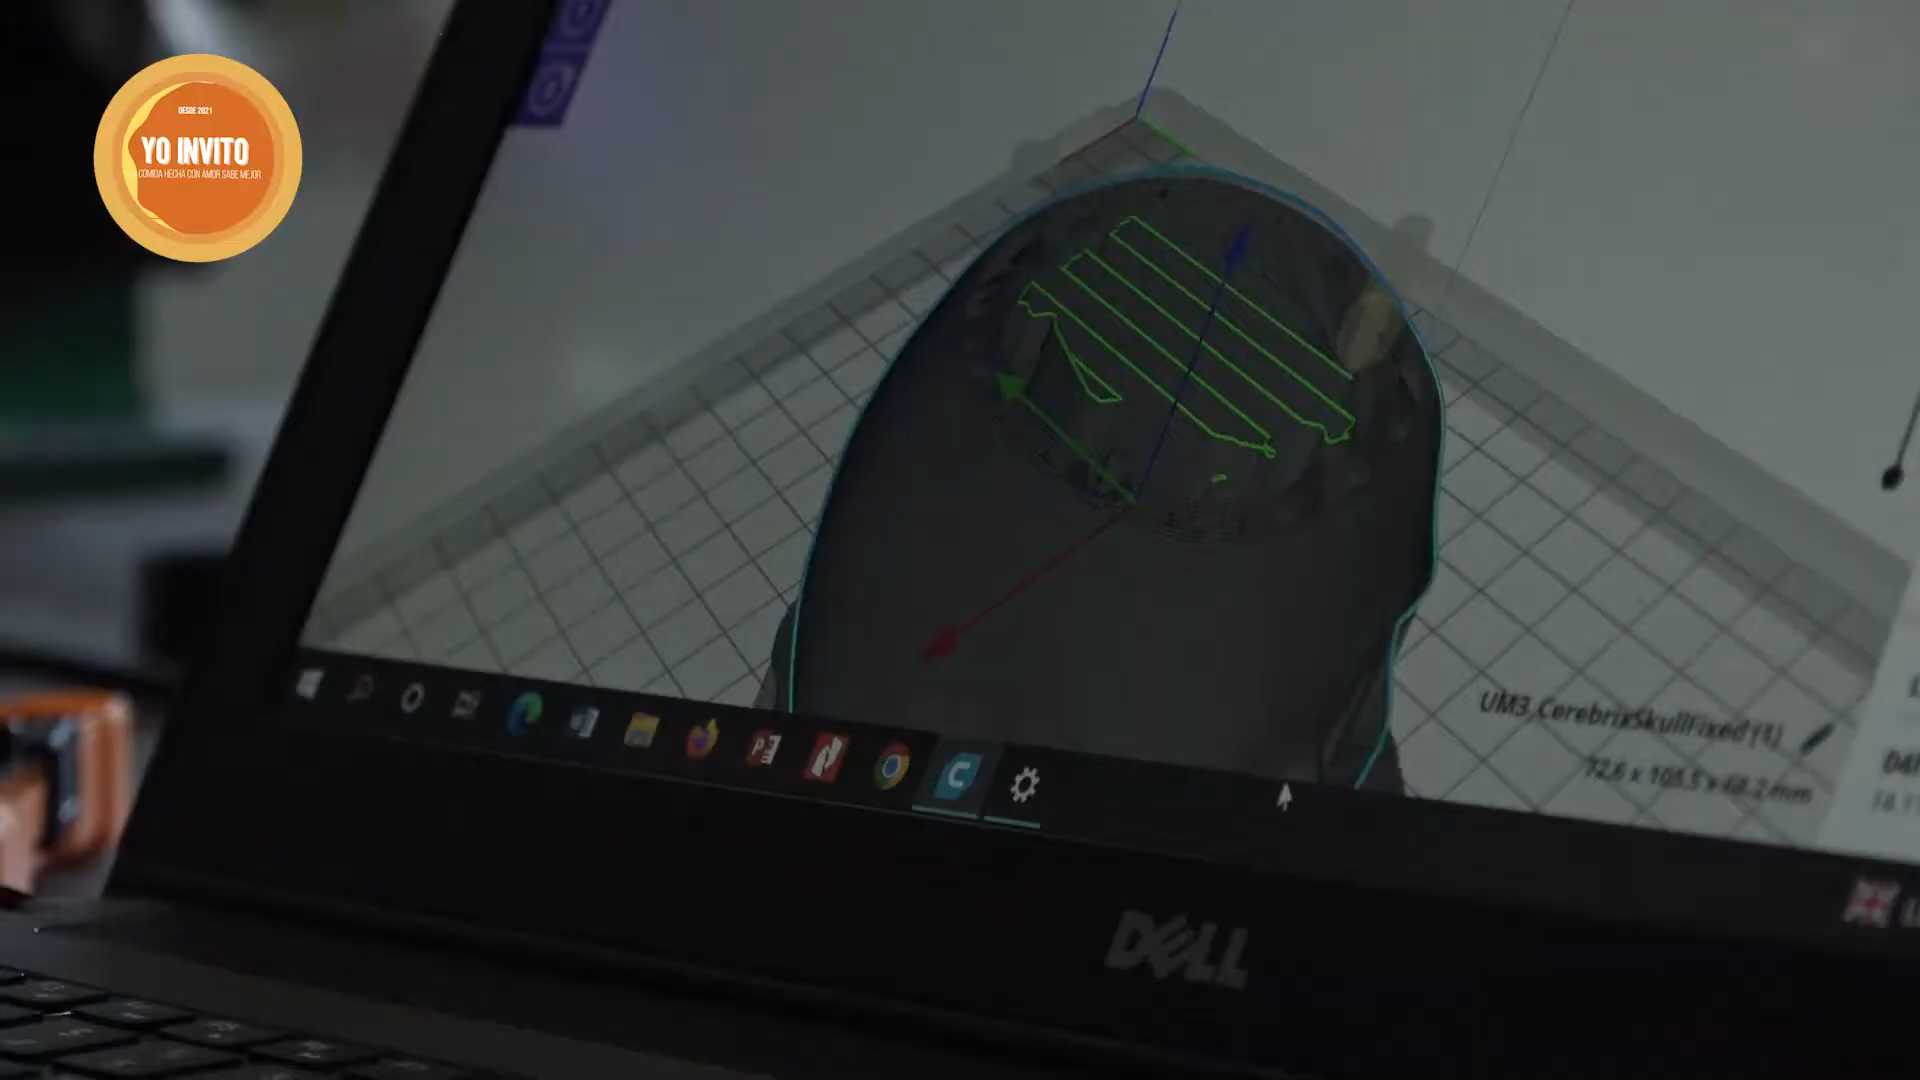 DESDE 2021
YO INVITO
COMIDA HECHA CON AMOR SABE MEJOR
UM3_CerebrixSkullFixed (1)
DELL